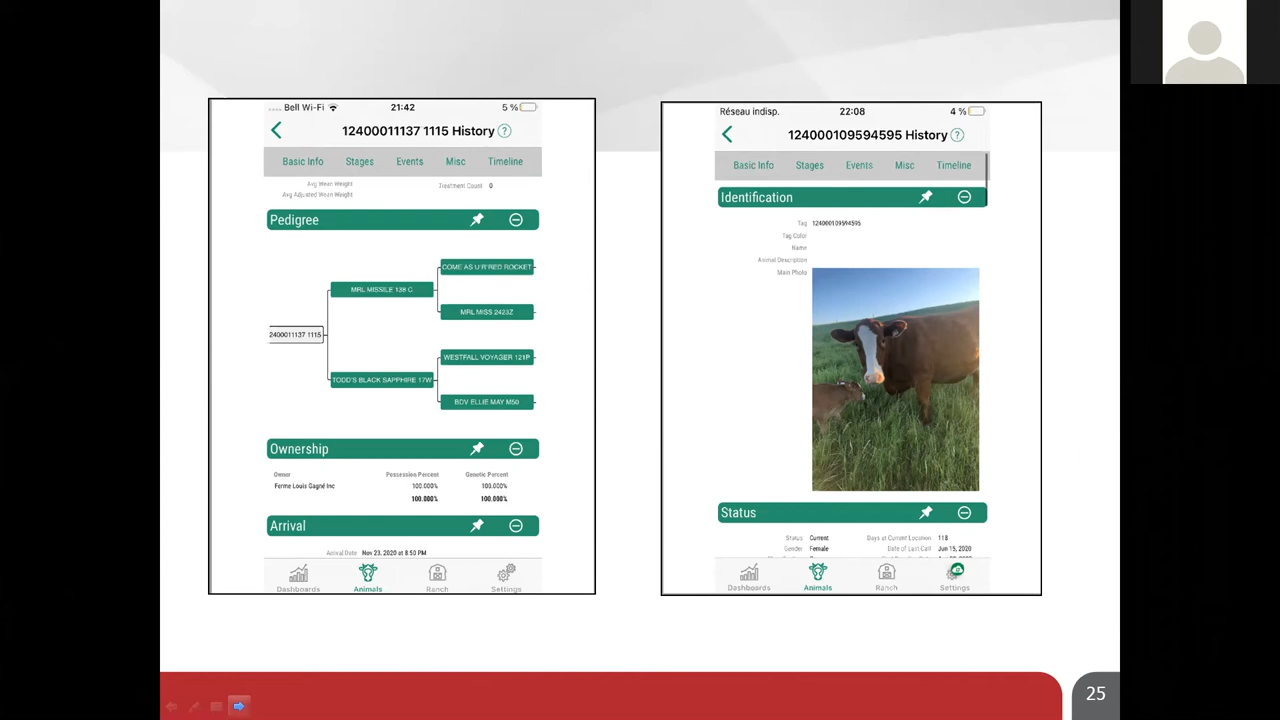 Bell Wi-Fi 21:42 5 %
12400011137 1115 History ?
Basic Info Stages Events Misc Timeline
Avg Wean Weight Treatment Count 0
Avg Adjusted Wean Weight
Pedigree
COME AS U'R'RED ROCKET
MRL MISSILE 138 C
MRL MISS 2423Z
2400011137 1115
WESTFALL VOYAGER 121P
TODD'S BLACK SAPPHIRE 17W
BDV ELLIE MAY M50
Ownership
Owner Possession Percent Genetic Percent
Ferme Louis Gagné Inc 100.000% 100.000%
100.000% 100.000%
Arrival
Arrival Date Nov 23, 2020 at 8:50 PM
Dashboards Animals Ranch Settings
Réseau indisp. 22:08 4 %
124000109594595 History ?
Basic Info Stages Events Misc Timeline
Identification
Tag 124000109594595
Tag Color
Name
Animal Description
Main Photo
Status
Status Current Days at Current Location 118
Gender Female Date of Last Calf Jun 15, 2020
Dashboards Animals Ranch Settings
25